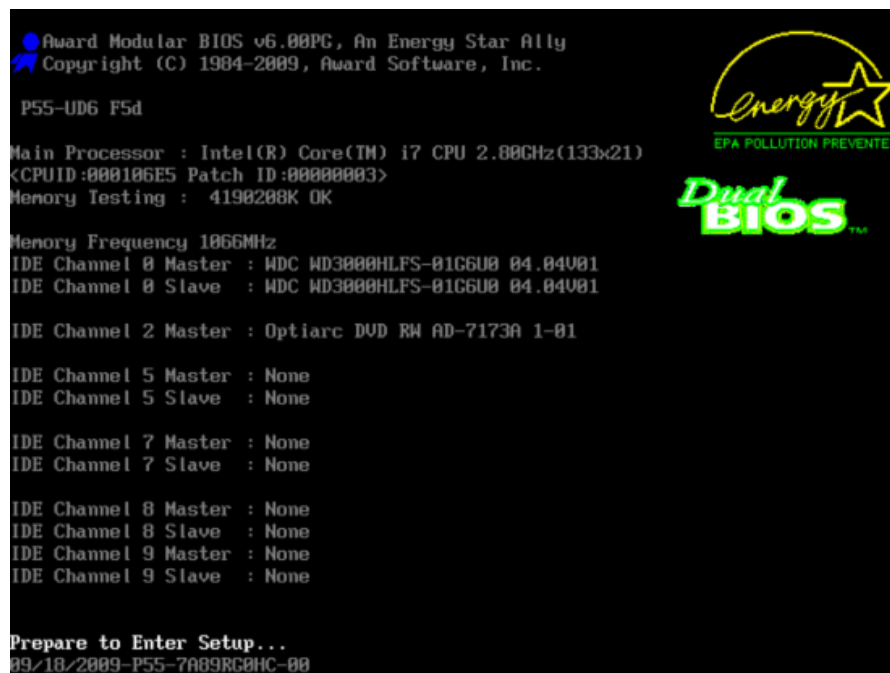 Award Modular BIOS v6.00PG, An Energy Star Ally
Copyright (C) 1984-2009, Award Software, Inc.
energy
EPA POLLUTION PREVENTE
P55-UD6 F5d
Main Processor : Intel(R) Core(TM) i7 CPU 2.80GHz(133x21)
<CPUID:000106E5 Patch ID:00000003>
Memory Testing : 4190208K OK
Dual
BIOS TM
Memory Frequency 1066MHz
IDE Channel 0 Master : WDC WD3000HLFS-01G6U0 04.04V01
IDE Channel 0 Slave : WDC WD3000HLFS-01G6U0 04.04V01
IDE Channel 2 Master : Optiarc DVD RW AD-7173A 1-01
IDE Channel 5 Master : None
IDE Channel 5 Slave : None
IDE Channel 7 Master : None
IDE Channel 7 Slave : None
IDE Channel 8 Master : None
IDE Channel 8 Slave : None
IDE Channel 9 Master : None
IDE Channel 9 Slave : None
Prepare to Enter Setup...
09/18/2009-P55-7A89RG0HC-00